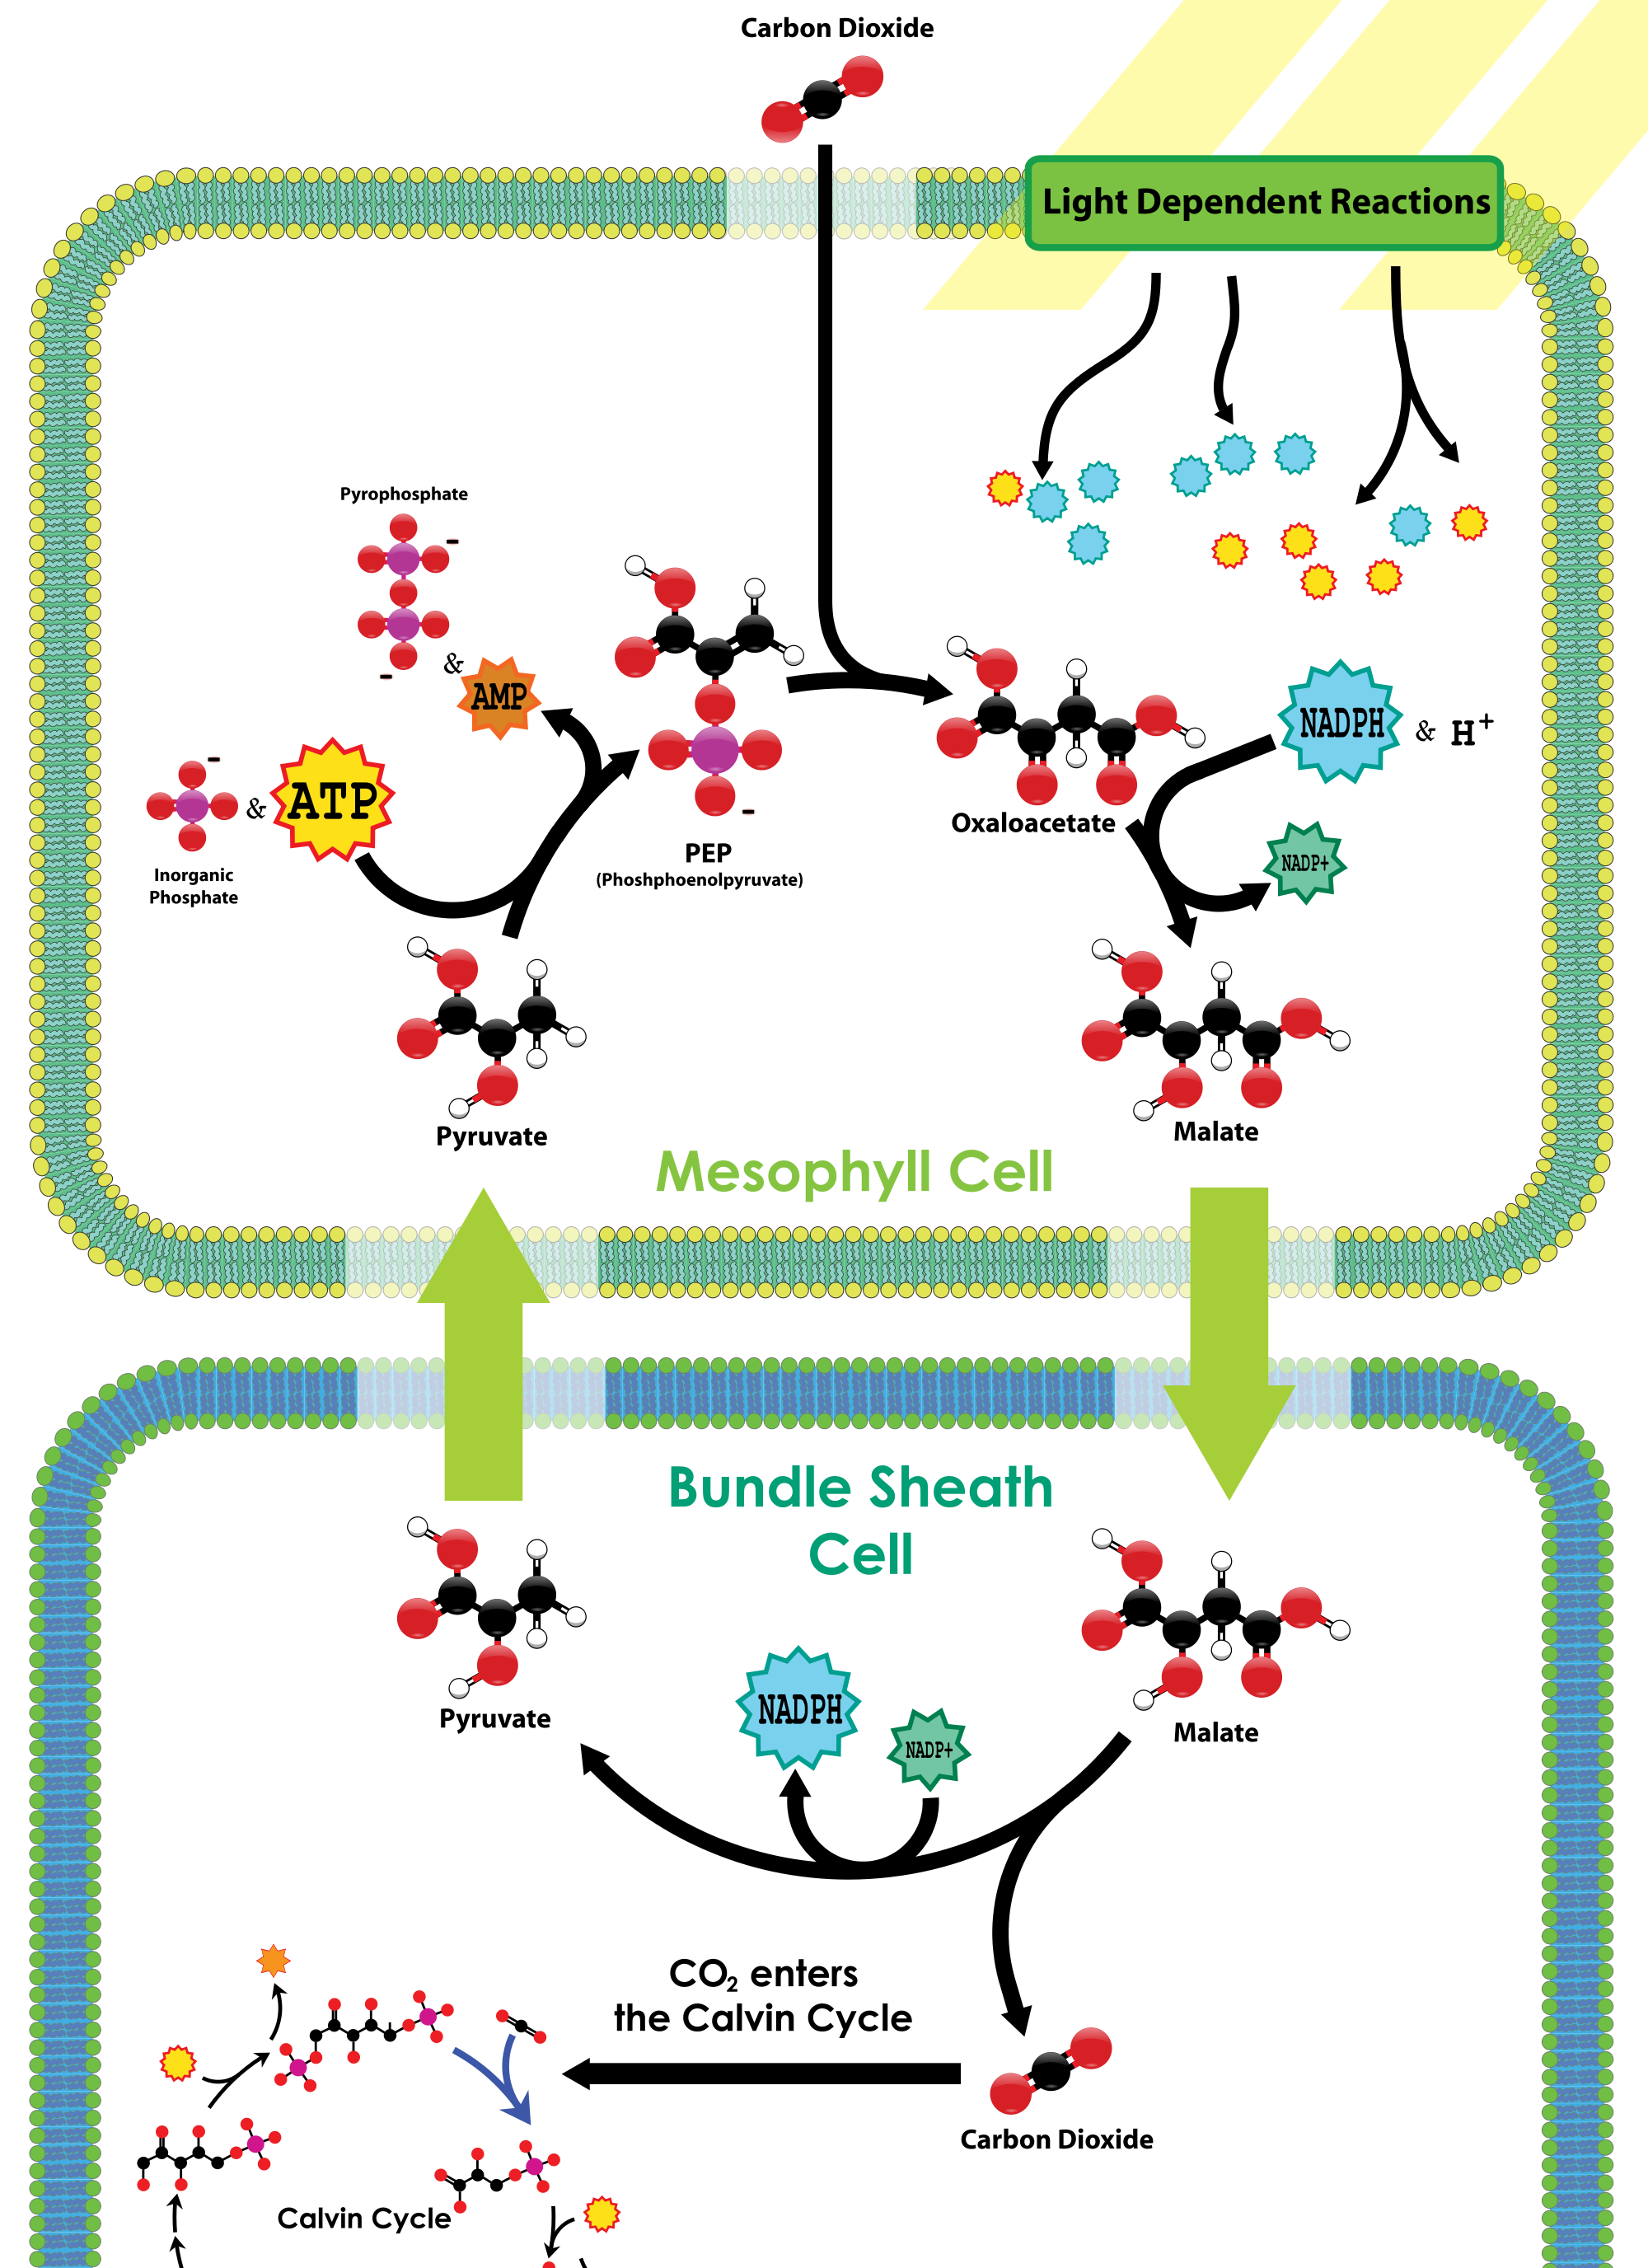 Carbon Dioxide
Light Dependent Reactions
Pyrophosphate
-
-
&
AMP
-
&
ATP
Inorganic
Phosphate
-
PEP
(Phoshphoenolpyruvate)
Oxaloacetate
NADPH
& H+
NADP+
Pyruvate
Malate
Mesophyll Cell
Bundle Sheath
Cell
Pyruvate
NADPH
NADP+
Malate
CO₂ enters
the Calvin Cycle
Carbon Dioxide
Calvin Cycle